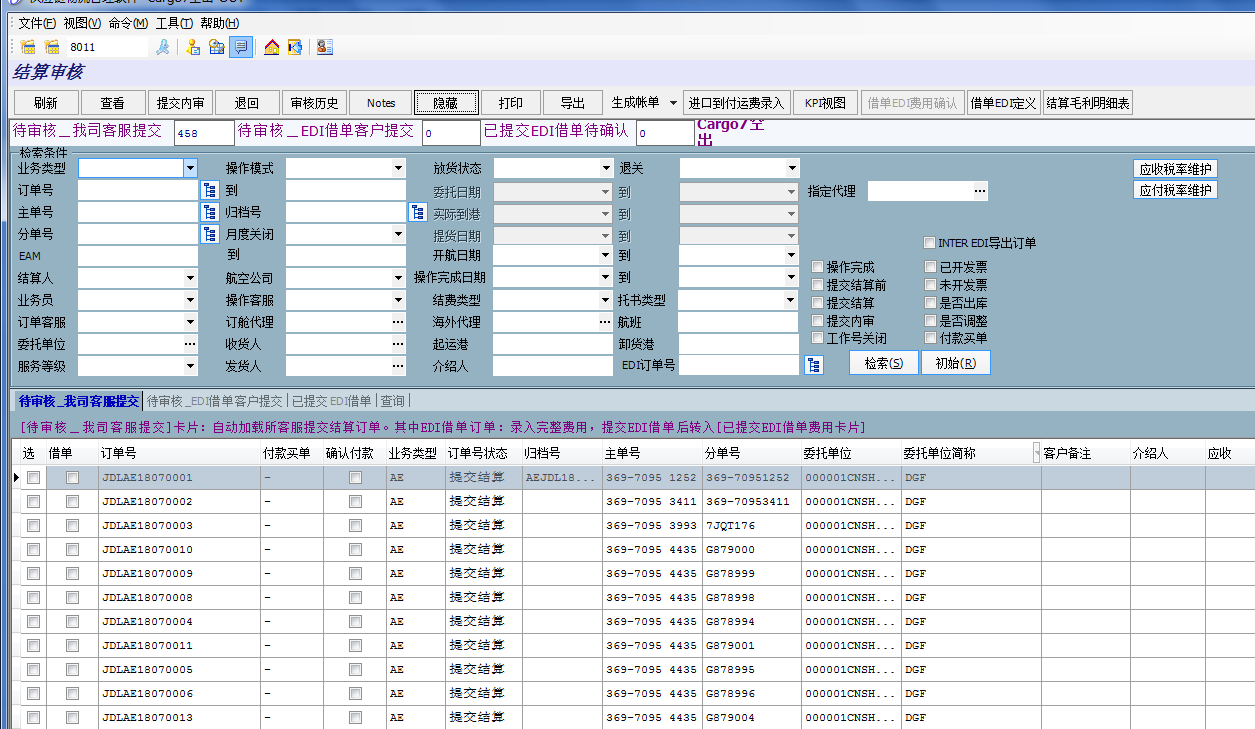 文件(F) 视图(V) 命令(M) 工具(T) 帮助(H)
8011
结算审核
刷新 查看 提交内审 退回 审核历史 Notes 隐藏 打印 导出 生成帐单 进口到付运费录入 KPI视图 借单EDI费用确认 借单EDI定义 结算毛利明细表
待审核＿我司客服提交 458 待审核＿EDI借单客户提交 0 已提交EDI借单待确认 0 Cargo7空出
检索条件
业务类型 操作模式 放货状态 退关 应收税率维护
订单号 到 委托日期 到 指定代理 ... 应付税率维护
主单号 归档号 实际到港 到
分单号 月度关闭 提货日期 到 INTER EDI导出订单
EAM 到 开航日期 到
结算人 航空公司 操作完成日期 到 操作完成 已开发票
业务员 操作客服 结费类型 托书类型 提交结算前 未开发票
订单客服 订舱代理 ... 海外代理 ... 航班 提交结算 是否出库
委托单位 ... 收货人 ... 起运港 卸货港 提交内审 是否调整
服务等级 发货人 ... 介绍人 EDI订单号 工作号关闭 付款买单
检索(S) 初始(R)
待审核_我司客服提交 待审核_EDI借单客户提交 已提交EDI借单 查询
[待审核＿我司客服提交]卡片：自动加载所客服提交结算订单。其中EDI借单订单：录入完整费用，提交EDI借单后转入[已提交EDI借单费用卡片]
选 借单 订单号 付款买单 确认付款 业务类型 订单号状态 归档号 主单号 分单号 委托单位 委托单位简称 客户备注 介绍人 应收
JDLAE18070001 - AE 提交结算 AEJDL18... 369-7095 1252 369-70951252 000001CNSH... DGF
JDLAE18070002 - AE 提交结算 369-7095 3411 369-70953411 000001CNSH... DGF
JDLAE18070003 - AE 提交结算 369-7095 3993 7JQT176 000001CNSH... DGF
JDLAE18070010 - AE 提交结算 369-7095 4435 G879000 000001CNSH... DGF
JDLAE18070009 - AE 提交结算 369-7095 4435 G878999 000001CNSH... DGF
JDLAE18070008 - AE 提交结算 369-7095 4435 G878998 000001CNSH... DGF
JDLAE18070004 - AE 提交结算 369-7095 4435 G878994 000001CNSH... DGF
JDLAE18070011 - AE 提交结算 369-7095 4435 G879001 000001CNSH... DGF
JDLAE18070005 - AE 提交结算 369-7095 4435 G878995 000001CNSH... DGF
JDLAE18070006 - AE 提交结算 369-7095 4435 G878996 000001CNSH... DGF
JDLAE18070013 - AE 提交结算 369-7095 4435 G879004 000001CNSH... DGF